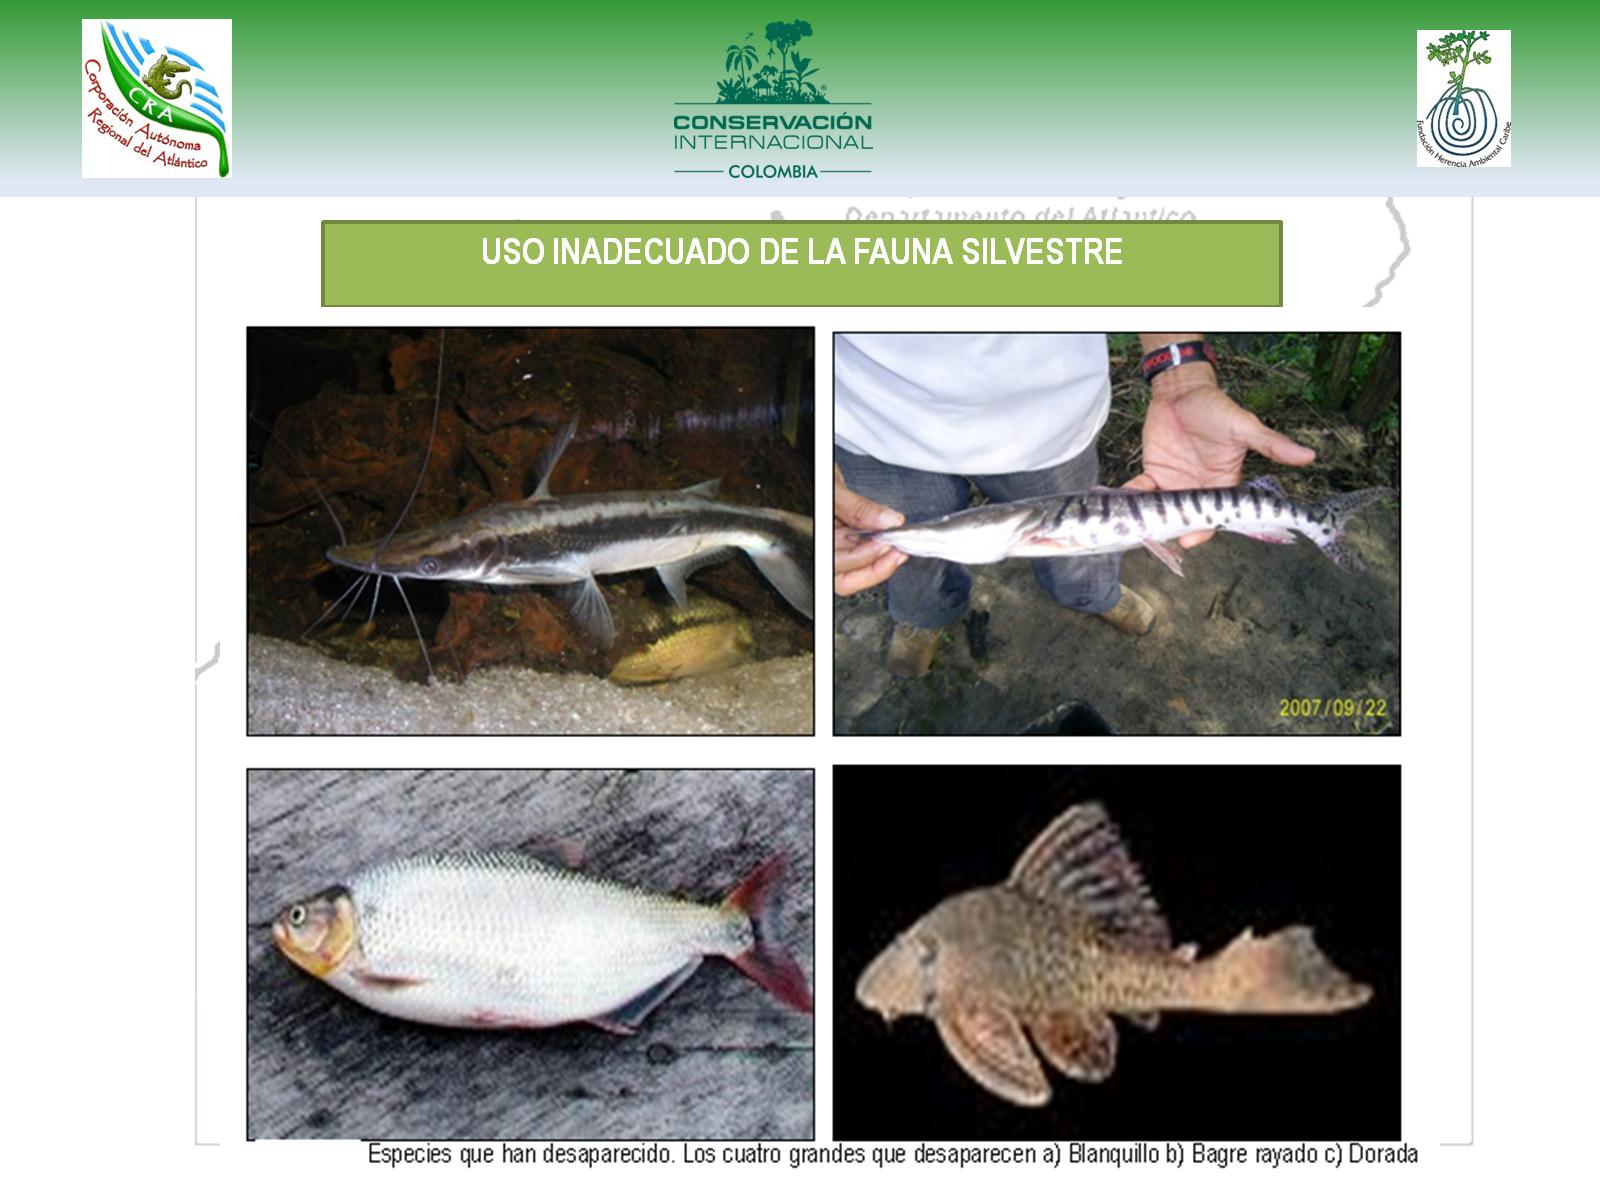 Corporación Autónoma
Regional del Atlántico
CRA
CONSERVACIÓN
INTERNACIONAL
COLOMBIA
Fundación Herencia Ambiental Caribe
Departamento del Atlantico
USO INADECUADO DE LA FAUNA SILVESTRE
2007/09/22
Especies que han desaparecido. Los cuatro grandes que desaparecen a) Blanquillo b) Bagre rayado c) Dorada